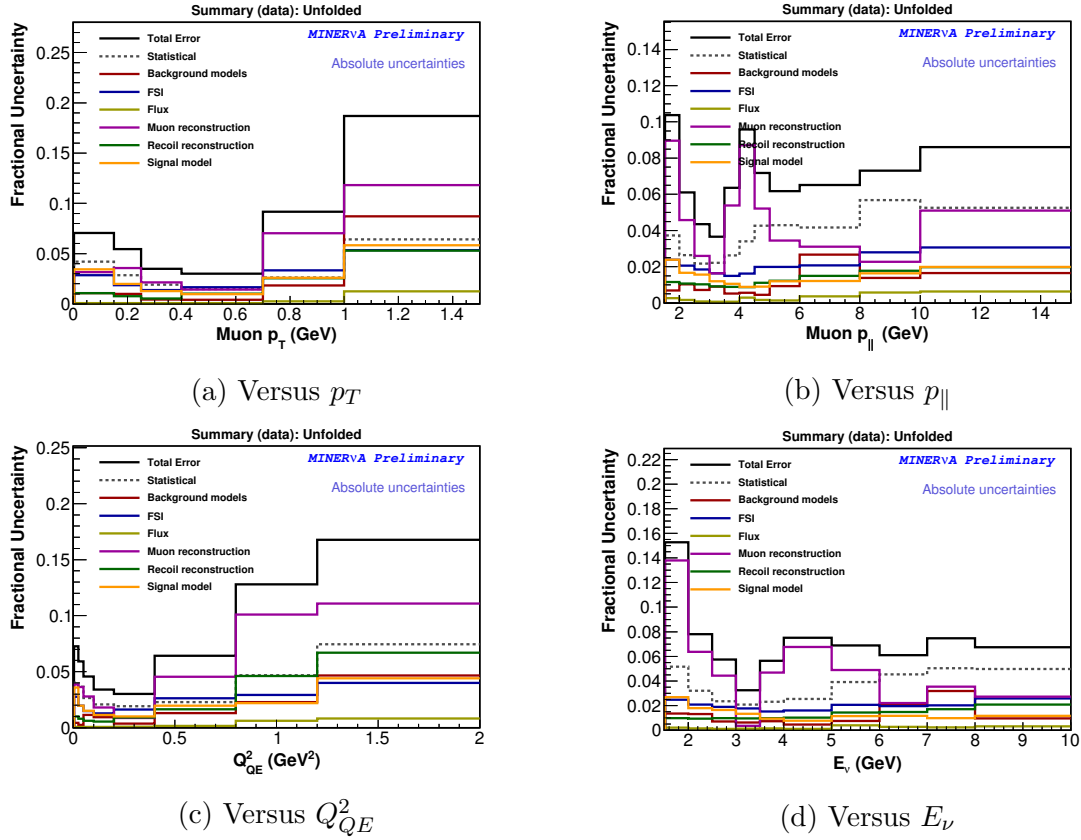 Summary (data): Unfolded
MINERνA Preliminary
Absolute uncertainties
Total Error
Statistical
Background models
FSI
Flux
Muon reconstruction
Recoil reconstruction
Signal model
Fractional Uncertainty
0.25
0.2
0.15
0.1
0.05
0
0 0.2 0.4 0.6 0.8 1 1.2 1.4
Muon p_T (GeV)
(a) Versus p_T
Summary (data): Unfolded
MINERνA Preliminary
Absolute uncertainties
Total Error
Statistical
Background models
FSI
Flux
Muon reconstruction
Recoil reconstruction
Signal model
Fractional Uncertainty
0.14
0.12
0.1
0.08
0.06
0.04
0.02
0
2 4 6 8 10 12 14
Muon p_|| (GeV)
(b) Versus p_∥
Summary (data): Unfolded
MINERνA Preliminary
Absolute uncertainties
Total Error
Statistical
Background models
FSI
Flux
Muon reconstruction
Recoil reconstruction
Signal model
Fractional Uncertainty
0.25
0.2
0.15
0.1
0.05
0
0 0.5 1 1.5 2
Q²_QE (GeV²)
(c) Versus Q²_QE
Summary (data): Unfolded
MINERνA Preliminary
Absolute uncertainties
Total Error
Statistical
Background models
FSI
Flux
Muon reconstruction
Recoil reconstruction
Signal model
Fractional Uncertainty
0.22
0.2
0.18
0.16
0.14
0.12
0.1
0.08
0.06
0.04
0.02
0
2 3 4 5 6 7 8 9 10
E_ν (GeV)
(d) Versus E_ν